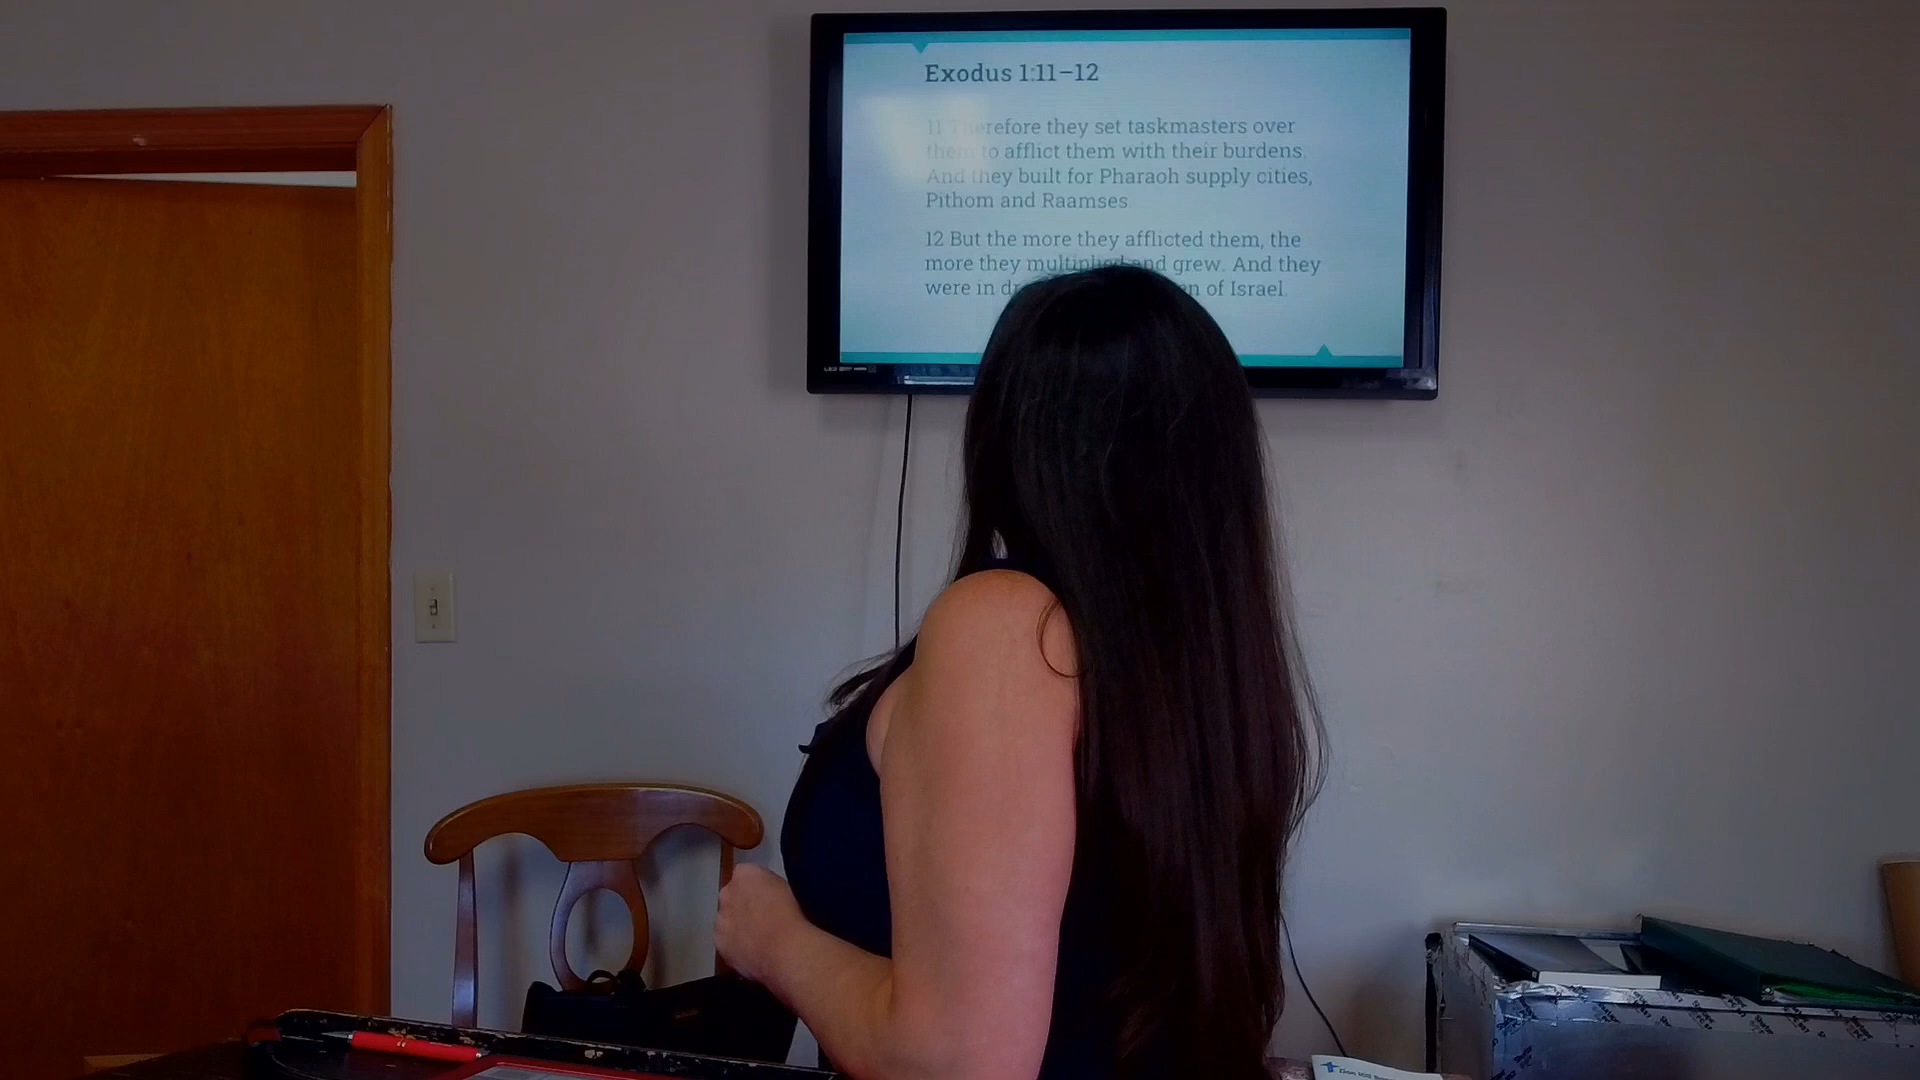 Exodus 1:11–12
11 Therefore they set taskmasters over
them to afflict them with their burdens.
And they built for Pharaoh supply cities,
Pithom and Raamses
12 But the more they afflicted them, the
more they multiplied and grew. And they
were in of Israel.